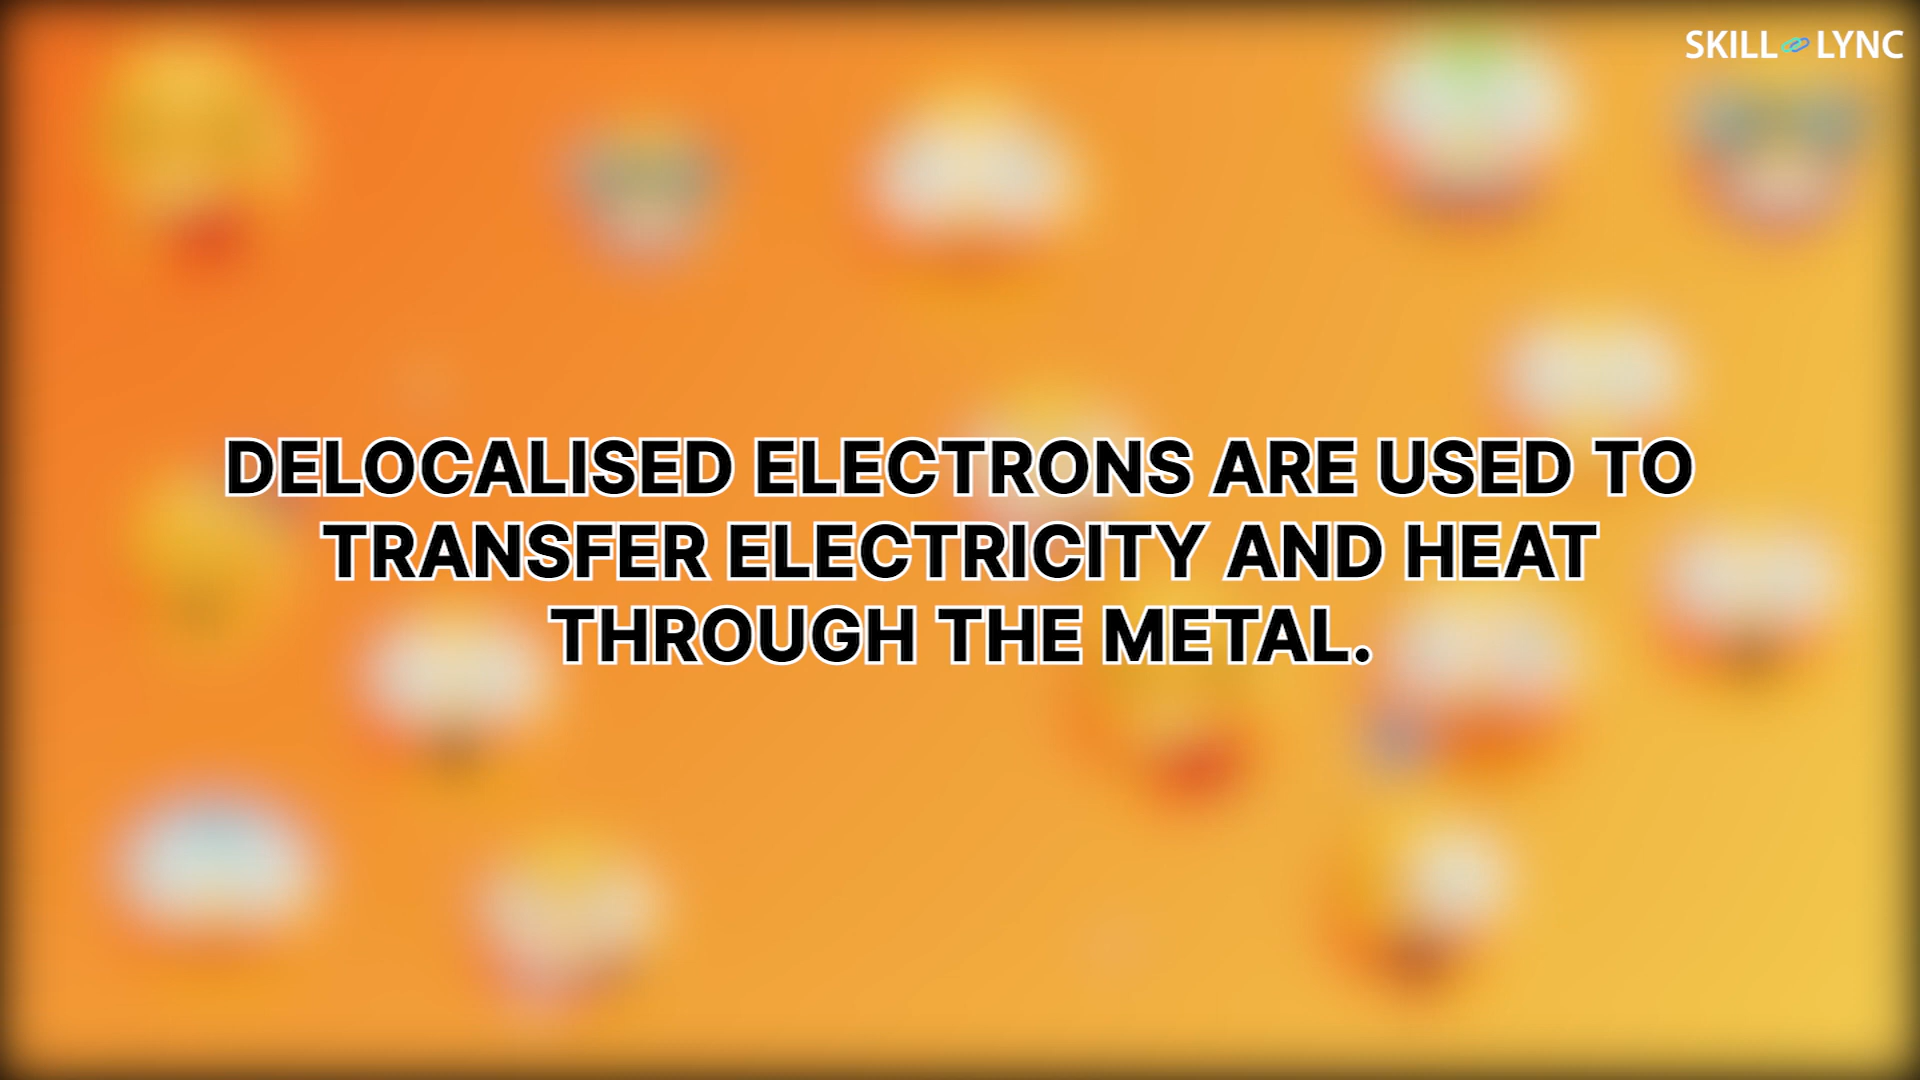 SKILL LYNC
DELOCALISED ELECTRONS ARE USED TO
TRANSFER ELECTRICITY AND HEAT
THROUGH THE METAL.